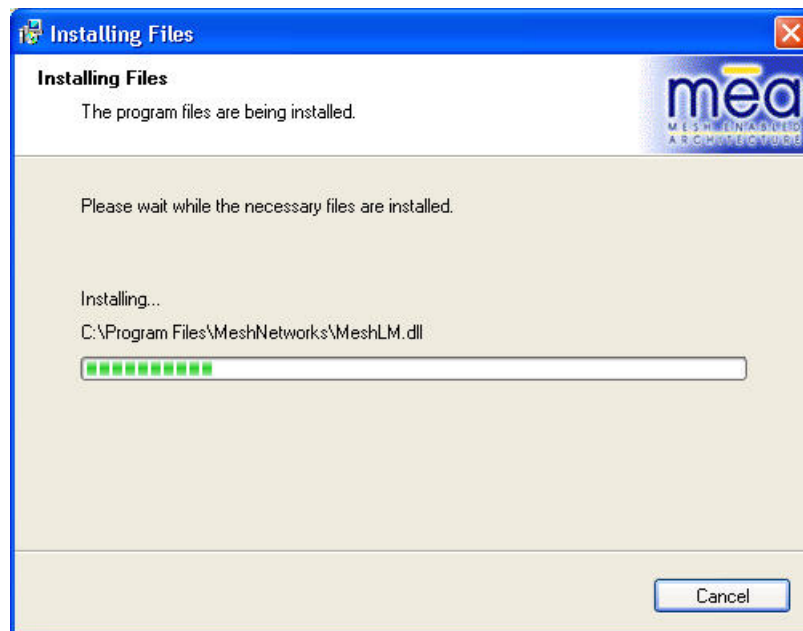 Installing Files
Installing Files
The program files are being installed.
mea
MESH ENABLED
ARCHITECTURE
Please wait while the necessary files are installed.
Installing...
C:\Program Files\MeshNetworks\MeshLM.dll
Cancel